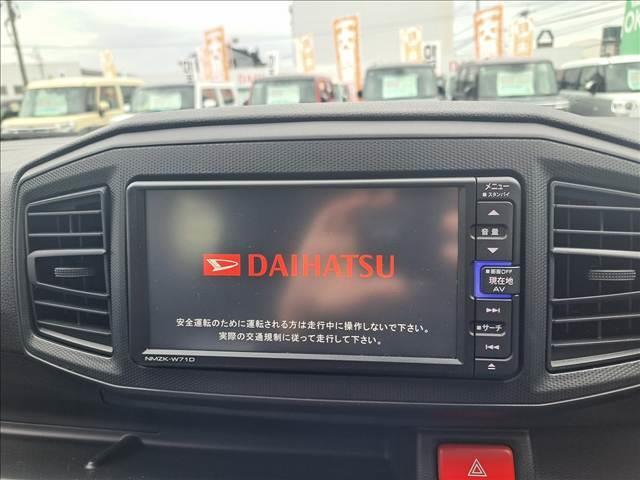 DAIHATSU
安全運転のために運転される方は走行中に操作しないで下さい。
実際の交通規制に従って走行して下さい。
NMZK-W71D
メニュー
■スタンバイ
音量
■画面OFF
現在地
AV
■サーチ